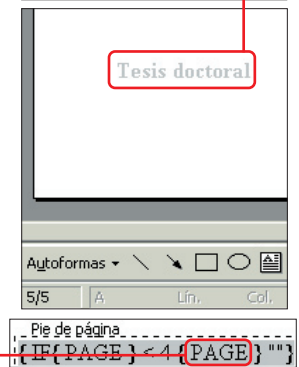 Tesis doctoral
Autoformas
5/5 A Lín. Col.
Pie de página
{ IF{ PAGE } < 4 { PAGE } "" }